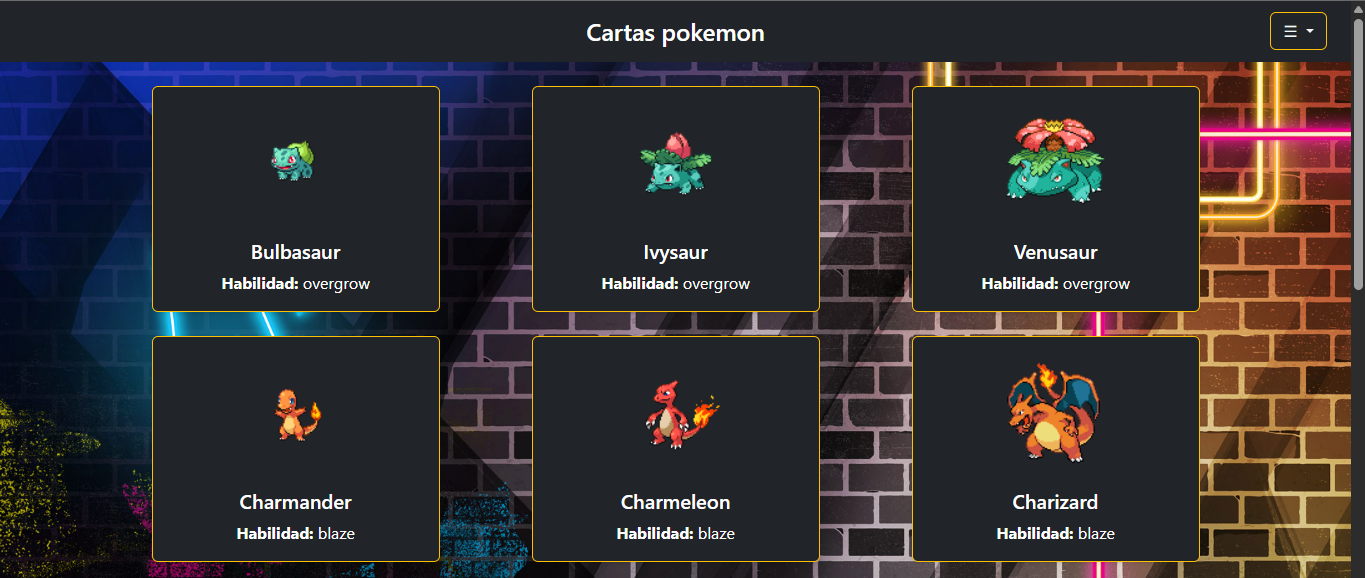 Cartas pokemon
Bulbasaur
Habilidad: overgrow
Ivysaur
Habilidad: overgrow
Venusaur
Habilidad: overgrow
Charmander
Habilidad: blaze
Charmeleon
Habilidad: blaze
Charizard
Habilidad: blaze